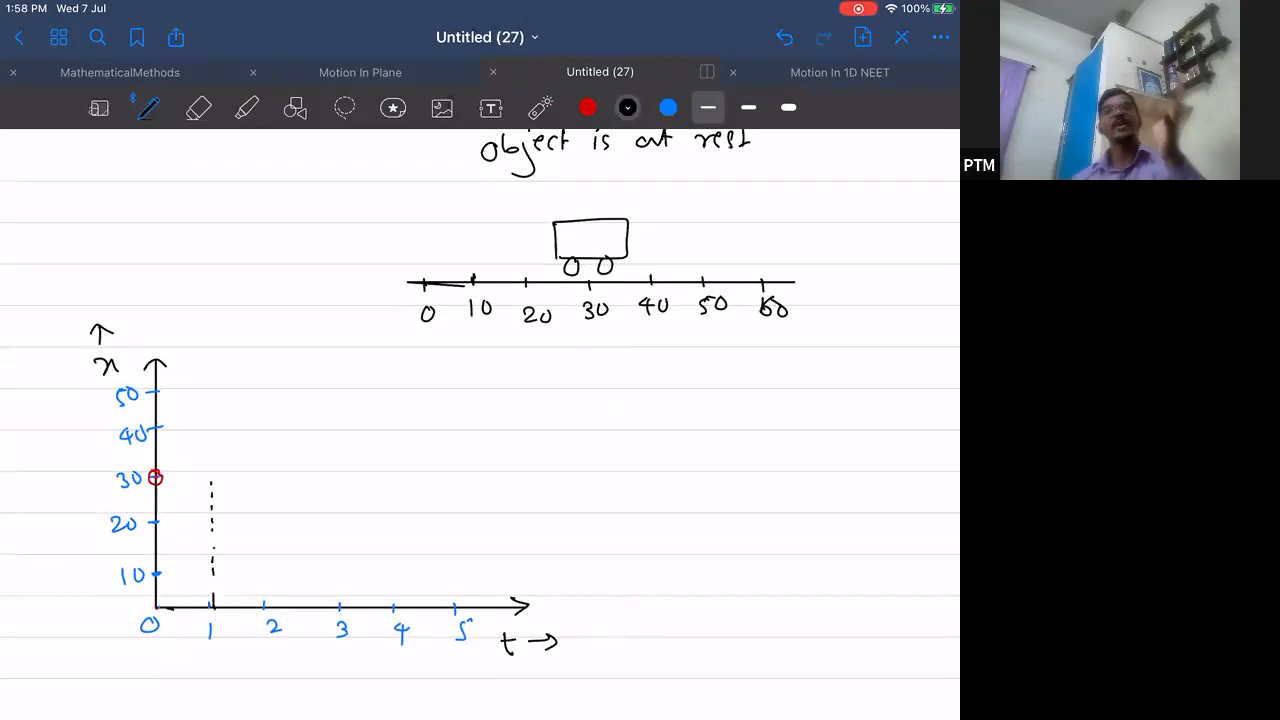 1:58 PM Wed 7 Jul
100%
Untitled (27)
MathematicalMethods
Motion In Plane
Untitled (27)
Motion In 1D NEET
PTM
object is at rest
0 10 20 30 40 50 60
x
50
40
30
20
10
0 1 2 3 4 5
t →